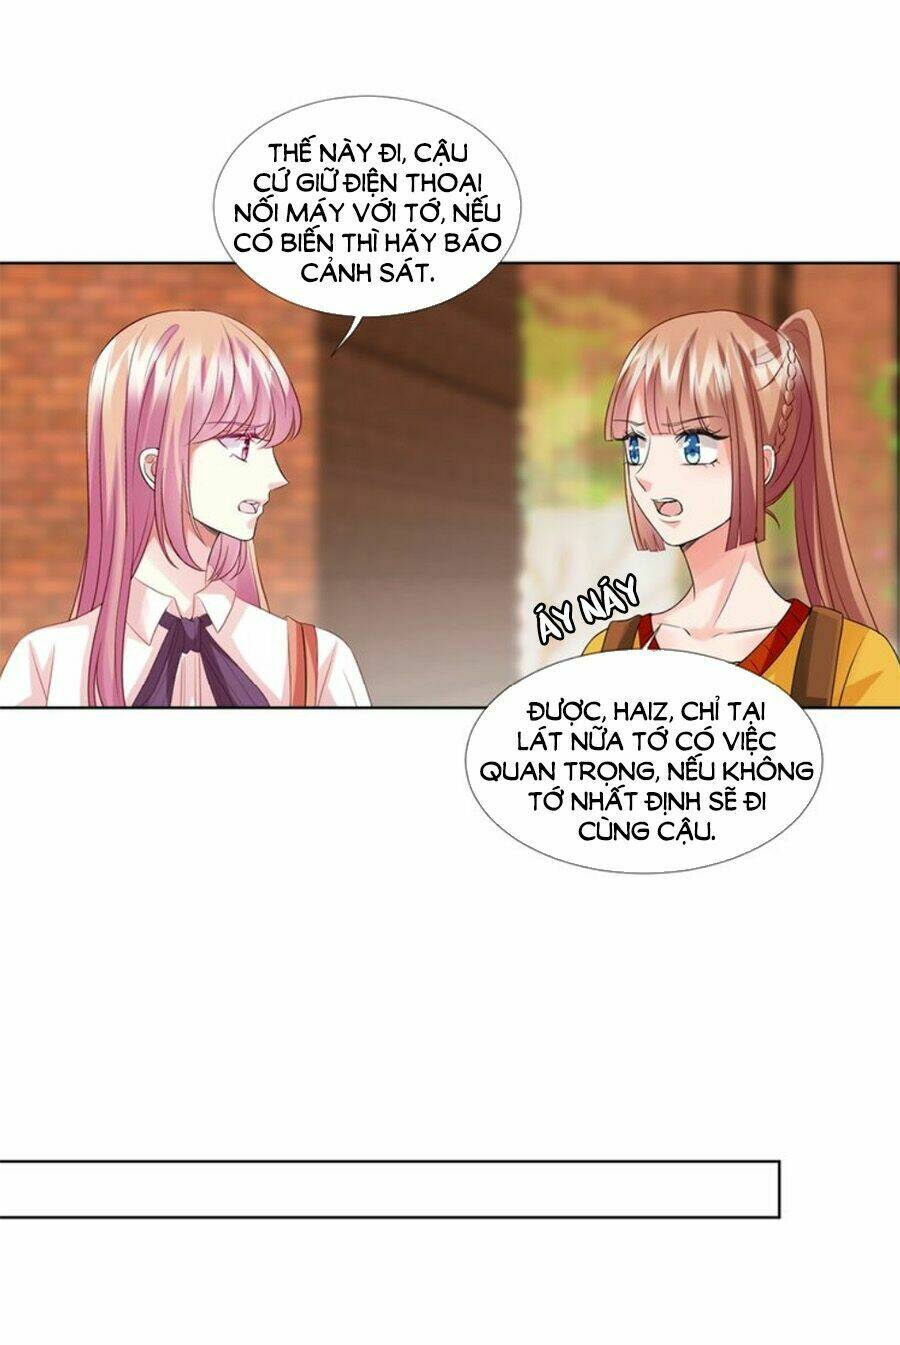 THẾ NÀY ĐI, CẬU
CỨ GIỮ ĐIỆN THOẠI
NỐI MÁY VỚI TỚ, NẾU
CÓ BIẾN THÌ HÃY BÁO
CẢNH SÁT.
ÁY NÁY
ĐƯỢC, HAIZ, CHỈ TẠI
LÁT NỮA TỚ CÓ VIỆC
QUAN TRỌNG, NẾU KHÔNG
TỚ NHẤT ĐỊNH SẼ ĐI
CÙNG CẬU.